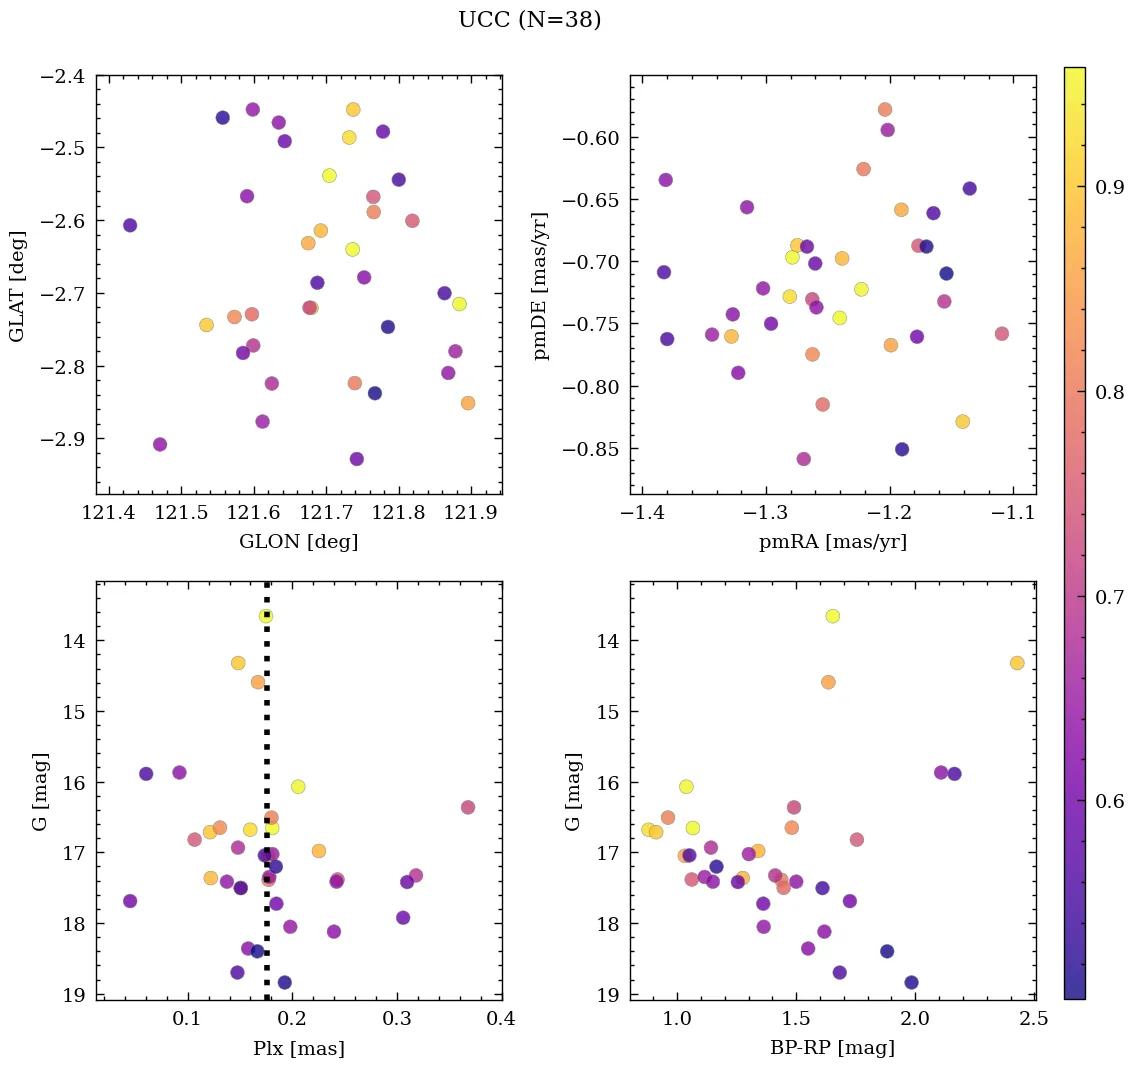 UCC (N=38)
−2.4
−2.5
−2.6
−2.7
−2.8
−2.9
GLAT [deg]
121.4 121.5 121.6 121.7 121.8 121.9
GLON [deg]
−0.60
−0.65
−0.70
−0.75
−0.80
−0.85
pmDE [mas/yr]
−1.4 −1.3 −1.2 −1.1
pmRA [mas/yr]
0.9
0.8
0.7
0.6
14
15
16
17
18
19
G [mag]
0.1 0.2 0.3 0.4
Plx [mas]
14
15
16
17
18
19
G [mag]
1.0 1.5 2.0 2.5
BP-RP [mag]